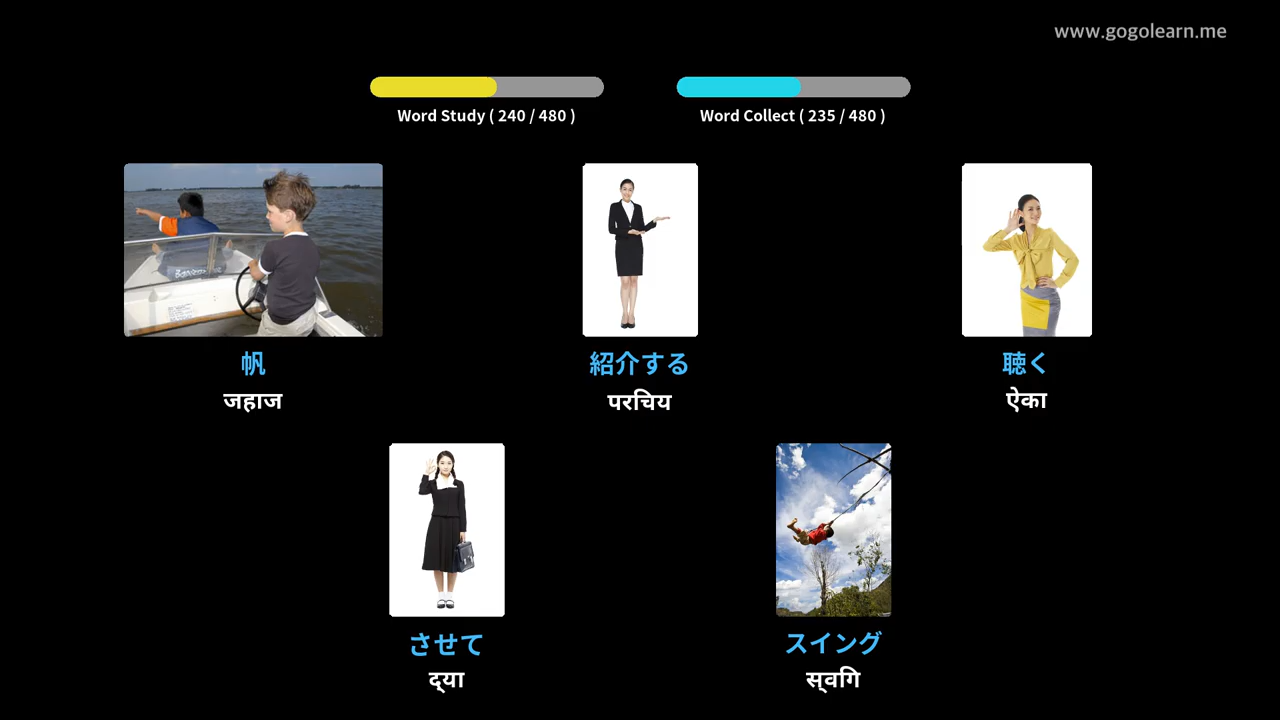 www.gogolearn.me
Word Study ( 240 / 480 )
Word Collect ( 235 / 480 )
帆
जहाज
紹介する
परिचय
聴く
ऐका
させて
द्या
スイング
स्विंग